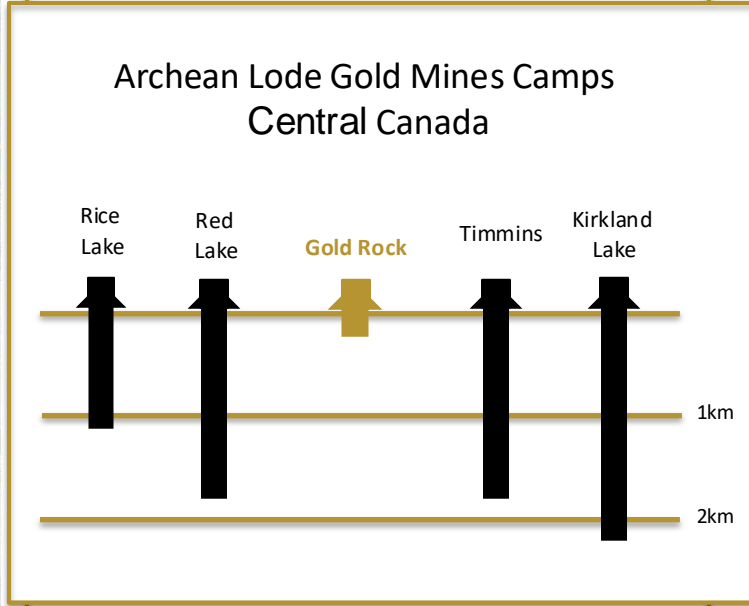 Archean Lode Gold Mines Camps
Central Canada
Rice
Lake
Red
Lake
Gold Rock
Timmins
Kirkland
Lake
1km
2km